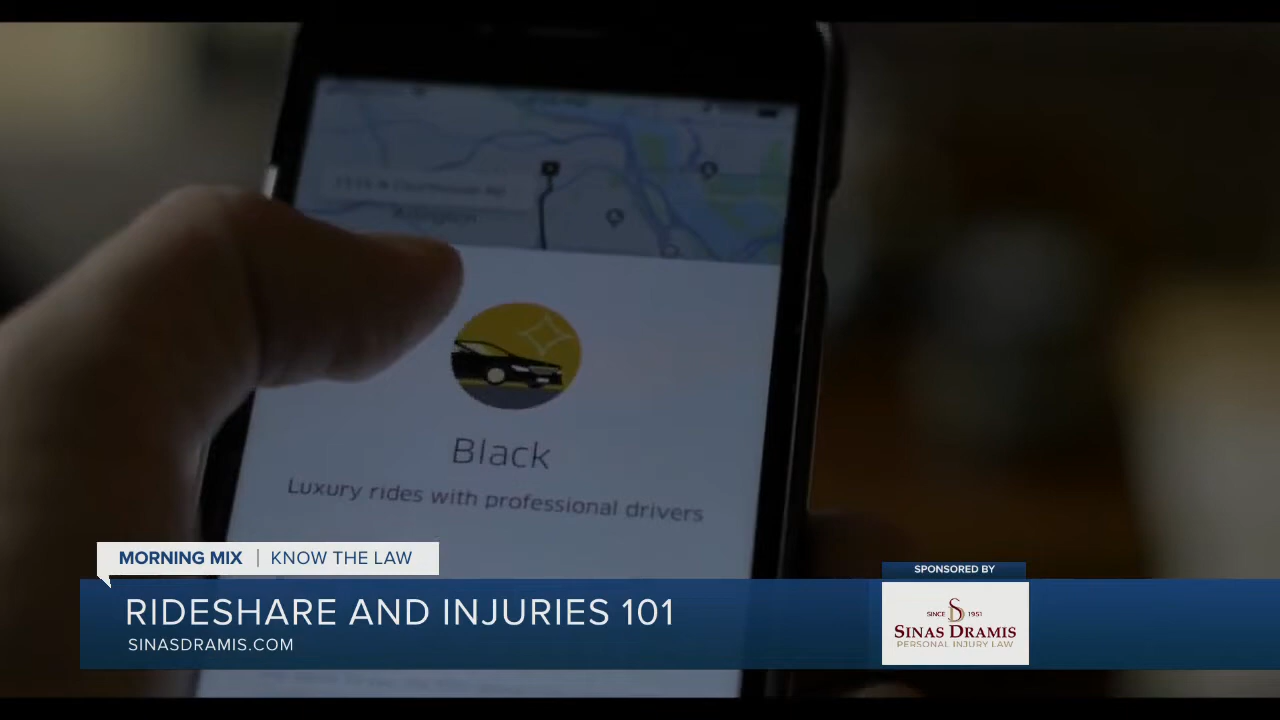 Arlington
Black
Luxury rides with professional drivers
MORNING MIX | KNOW THE LAW
RIDESHARE AND INJURIES 101
SINASDRAMIS.COM
SPONSORED BY
SINCE S 1951
SINAS DRAMIS
PERSONAL INJURY LAW